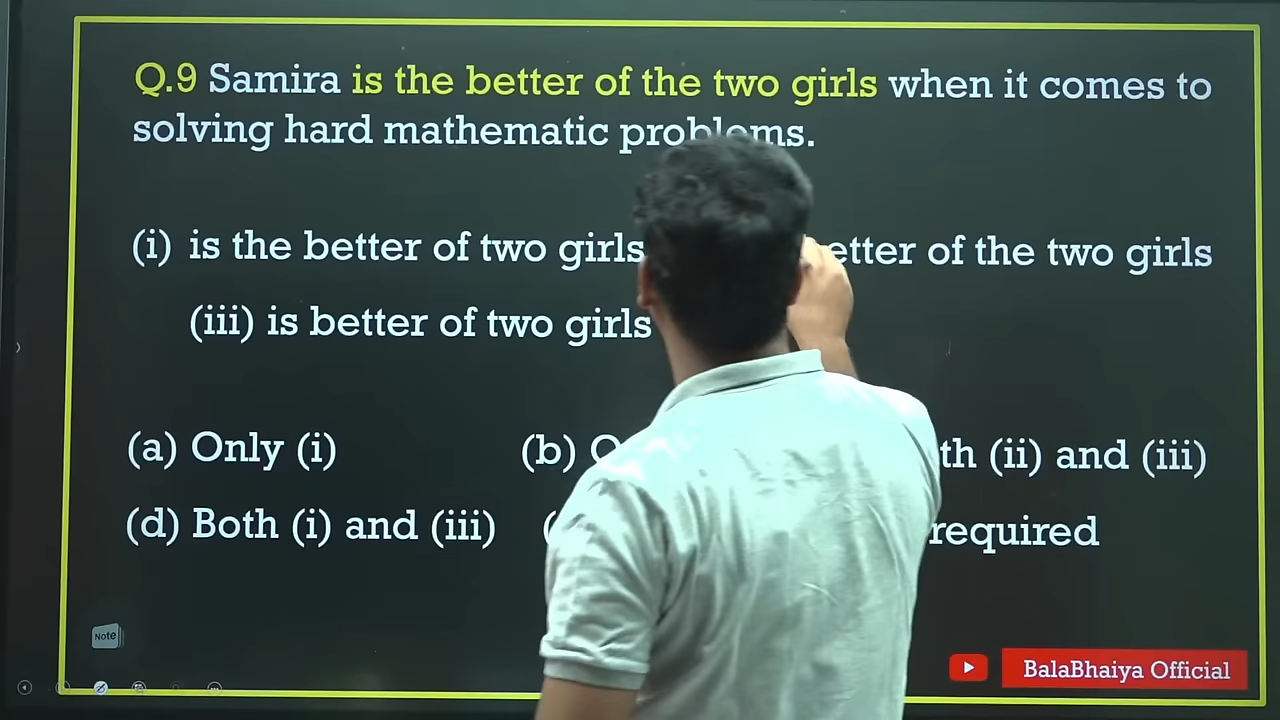 Q.9 Samira is the better of the two girls when it comes to
solving hard mathematic problems.
(i) is the better of two girls of the two girls
(iii) is better of two girls
(a) Only (i) (b) (ii) and (iii)
(d) Both (i) and (iii) required
Note
BalaBhaiya Official